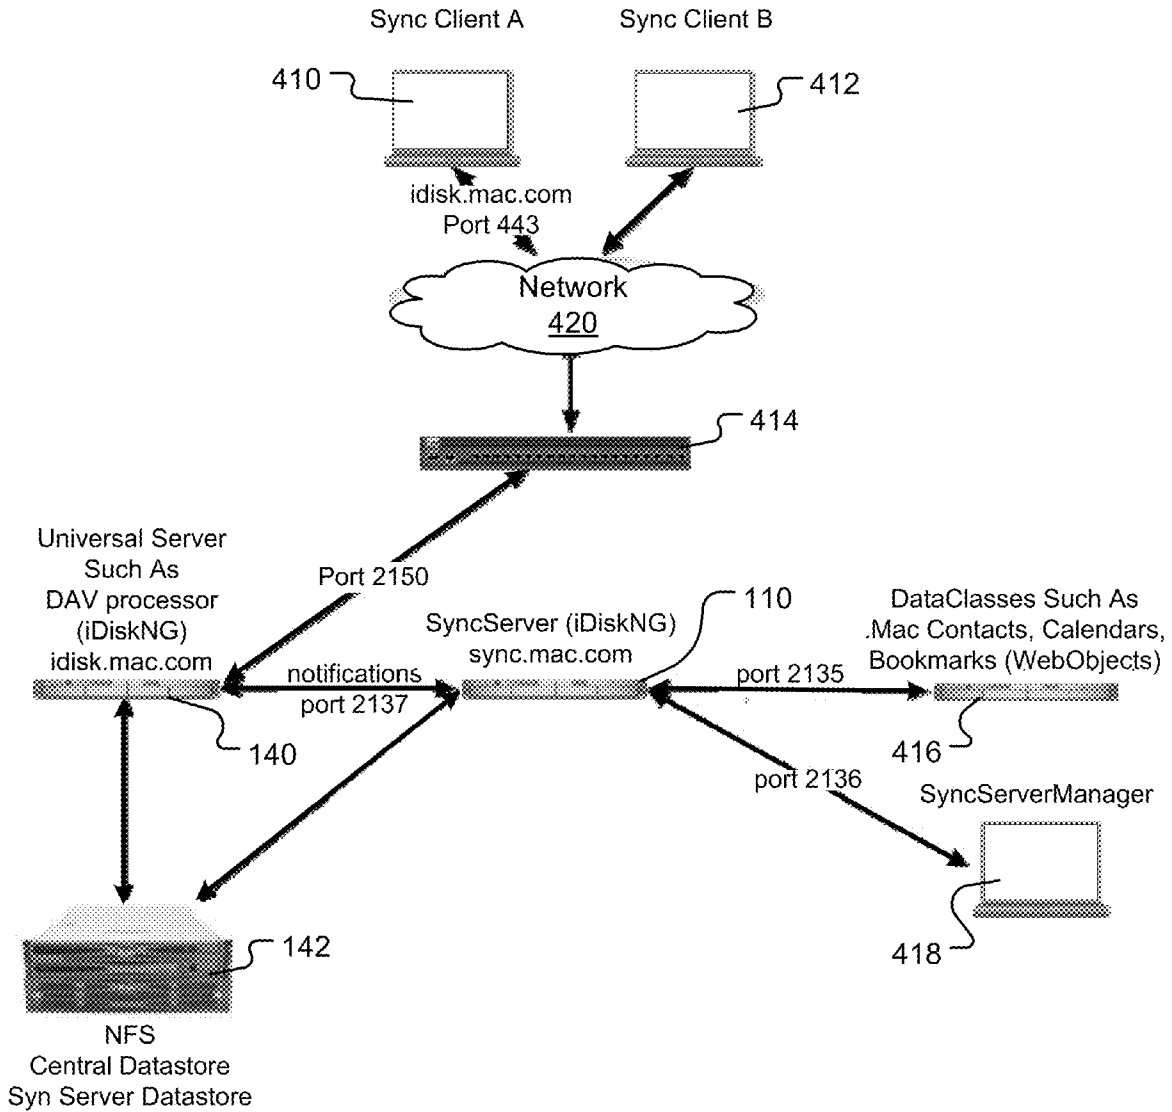 Sync Client A
Sync Client B
410
412
idisk.mac.com
Port 443
Network
420
414
Universal Server
Such As
DAV processor
(iDiskNG)
idisk.mac.com
Port 2150
SyncServer (iDiskNG)
sync.mac.com
110
DataClasses Such As
.Mac Contacts, Calendars,
Bookmarks (WebObjects)
notifications
port 2137
port 2135
140
416
port 2136
SyncServerManager
142
418
NFS
Central Datastore
Syn Server Datastore